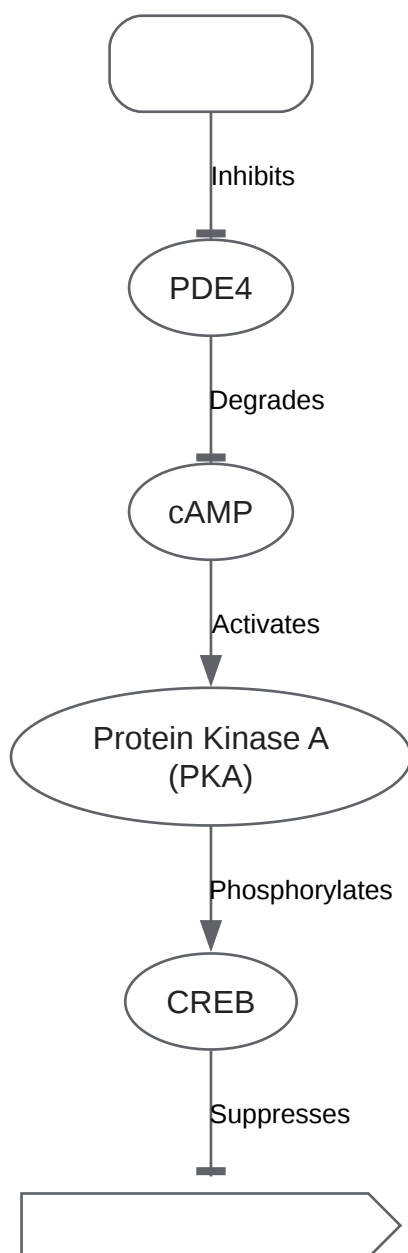 Inhibits
PDE4
Degrades
cAMP
Activates
Protein Kinase A
(PKA)
Phosphorylates
CREB
Suppresses